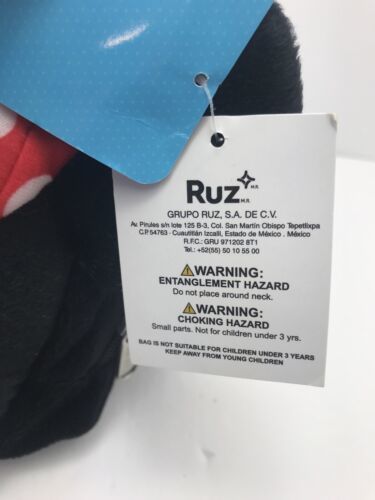 Ruz M.R.
M.R.
GRUPO RUZ, S.A. DE C.V.
Av. Pirules s/n lote 125 B-3, Col. San Martin Obispo Tepetlixpa
C.P. 54763 - Cuautitlán Izcalli, Estado de México . México
R.F.C.: GRU 971202 8T1
Tel.: +52(55) 50 10 55 00
WARNING:
ENTANGLEMENT HAZARD
Do not place around neck.
WARNING:
CHOKING HAZARD
Small parts. Not for children under 3 yrs.
BAG IS NOT SUITABLE FOR CHILDREN UNDER 3 YEARS
KEEP AWAY FROM YOUNG CHILDREN